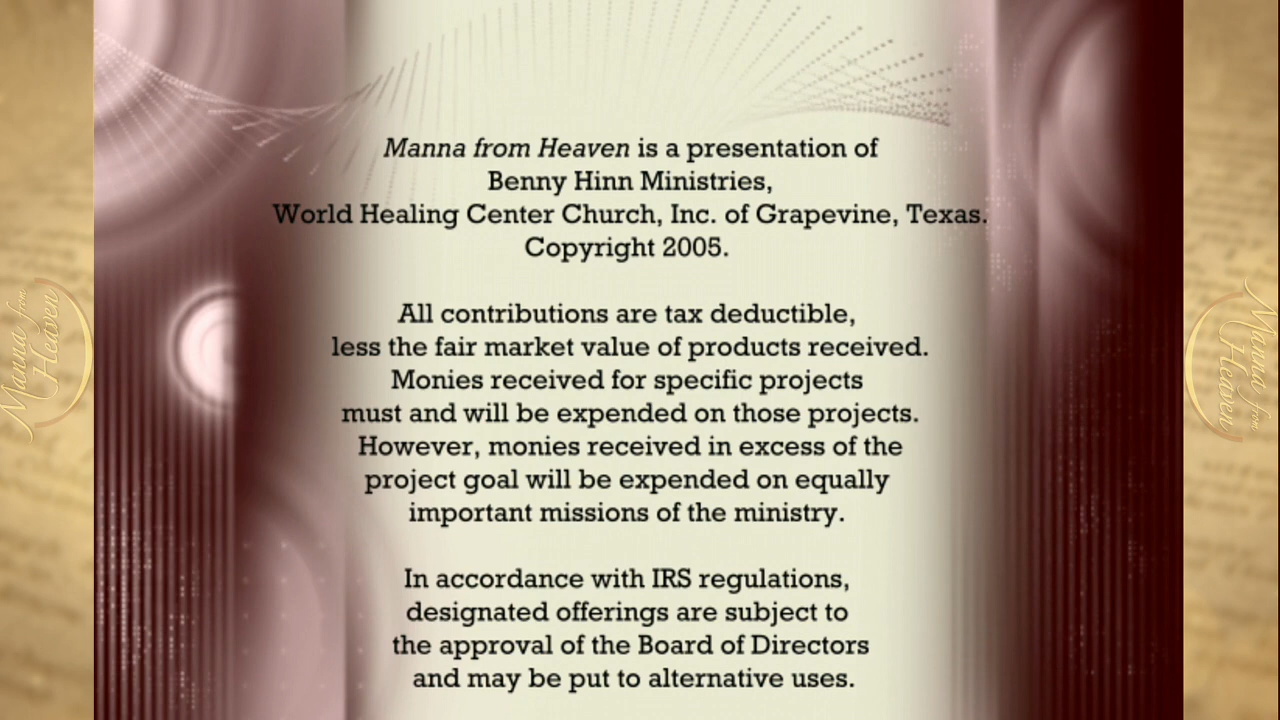 Manna from Heaven is a presentation of
Benny Hinn Ministries,
World Healing Center Church, Inc. of Grapevine, Texas.
Copyright 2005.
All contributions are tax deductible,
less the fair market value of products received.
Monies received for specific projects
must and will be expended on those projects.
However, monies received in excess of the
project goal will be expended on equally
important missions of the ministry.
In accordance with IRS regulations,
designated offerings are subject to
the approval of the Board of Directors
and may be put to alternative uses.
Manna from
Heaven
Manna from
Heaven